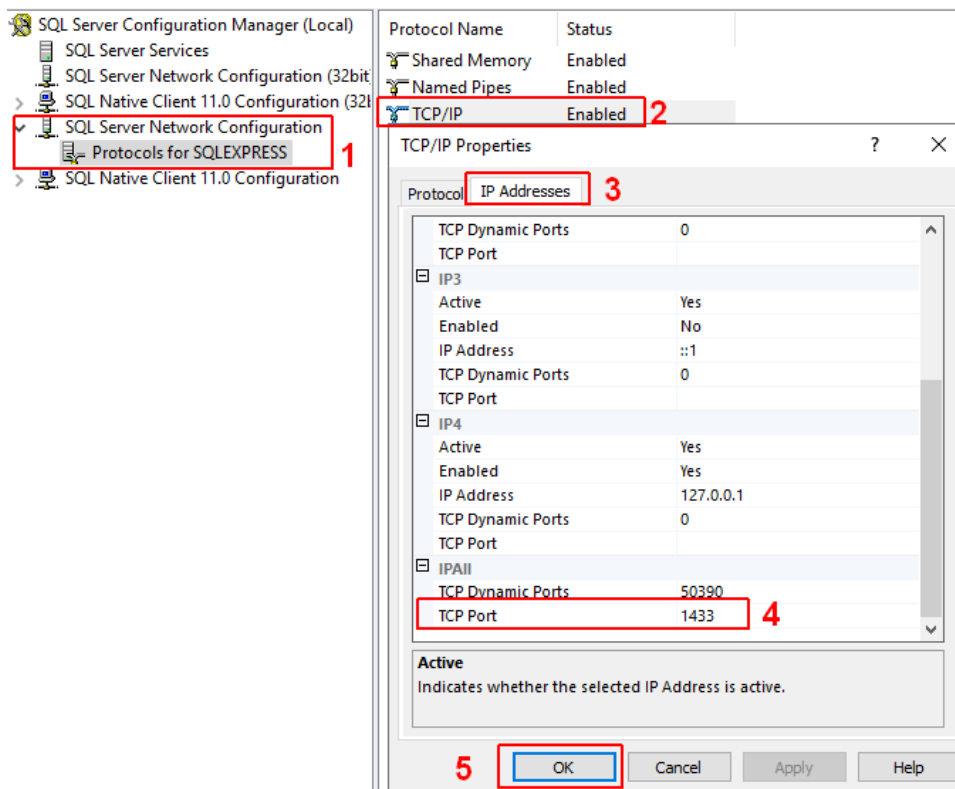 SQL Server Configuration Manager (Local)
SQL Server Services
SQL Server Network Configuration (32bit
SQL Native Client 11.0 Configuration (32b
SQL Server Network Configuration
Protocols for SQLEXPRESS
1
SQL Native Client 11.0 Configuration
Protocol Name Status
Shared Memory Enabled
Named Pipes Enabled
TCP/IP Enabled
2
TCP/IP Properties ? ×
Protocol IP Addresses
3
TCP Dynamic Ports 0
TCP Port
IP3
Active Yes
Enabled No
IP Address ::1
TCP Dynamic Ports 0
TCP Port
IP4
Active Yes
Enabled Yes
IP Address 127.0.0.1
TCP Dynamic Ports 0
TCP Port
IPAll
TCP Dynamic Ports 50390
TCP Port 1433
4
Active
Indicates whether the selected IP Address is active.
5
OK Cancel Apply Help